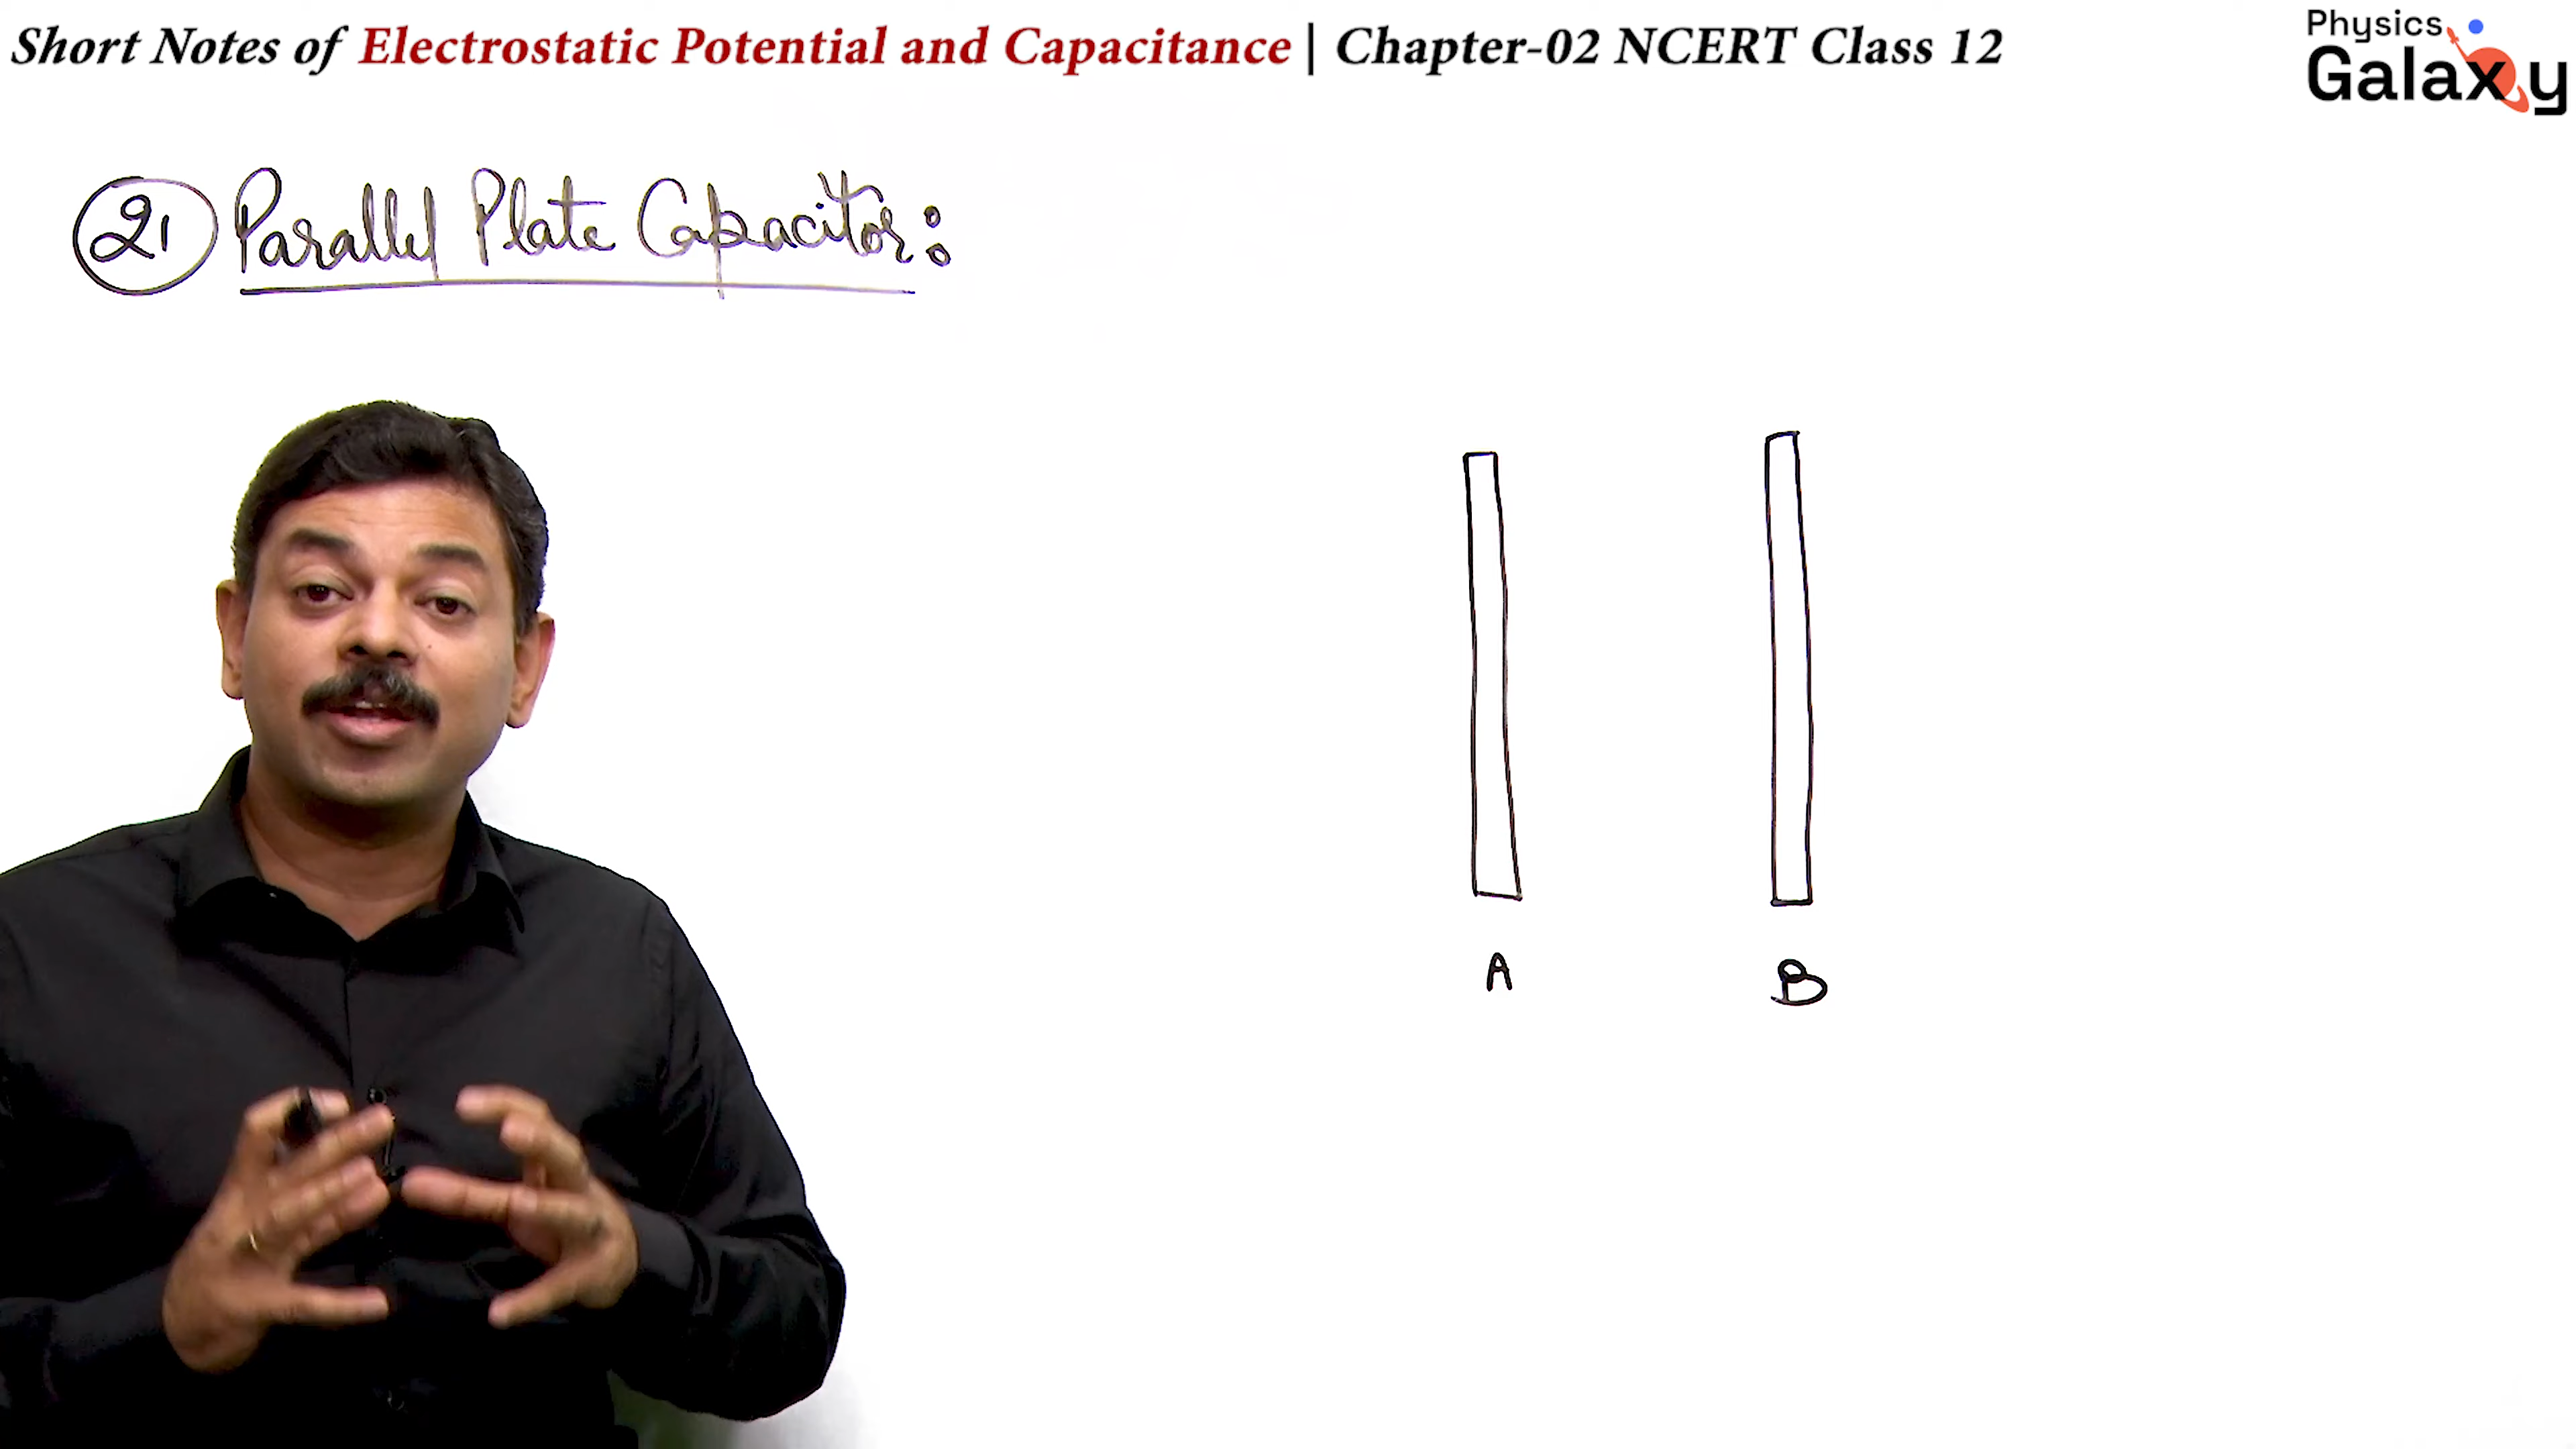 Short Notes of Electrostatic Potential and Capacitance | Chapter-02 NCERT Class 12
Physics
Galaxy
21 Parallel Plate Capacitor:
A
B